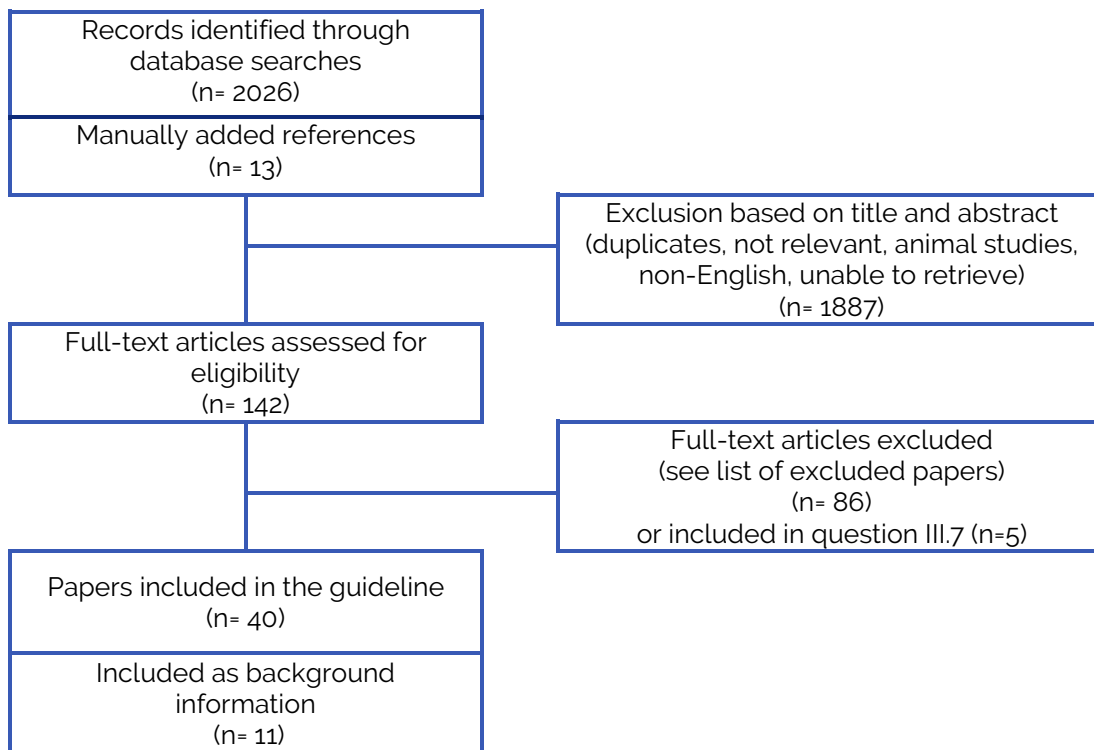 Records identified through
database searches
(n= 2026)
Manually added references
(n= 13)
Exclusion based on title and abstract
(duplicates, not relevant, animal studies,
non-English, unable to retrieve)
(n= 1887)
Full-text articles assessed for
eligibility
(n= 142)
Full-text articles excluded
(see list of excluded papers)
(n= 86)
or included in question III.7 (n=5)
Papers included in the guideline
(n= 40)
Included as background
information
(n= 11)